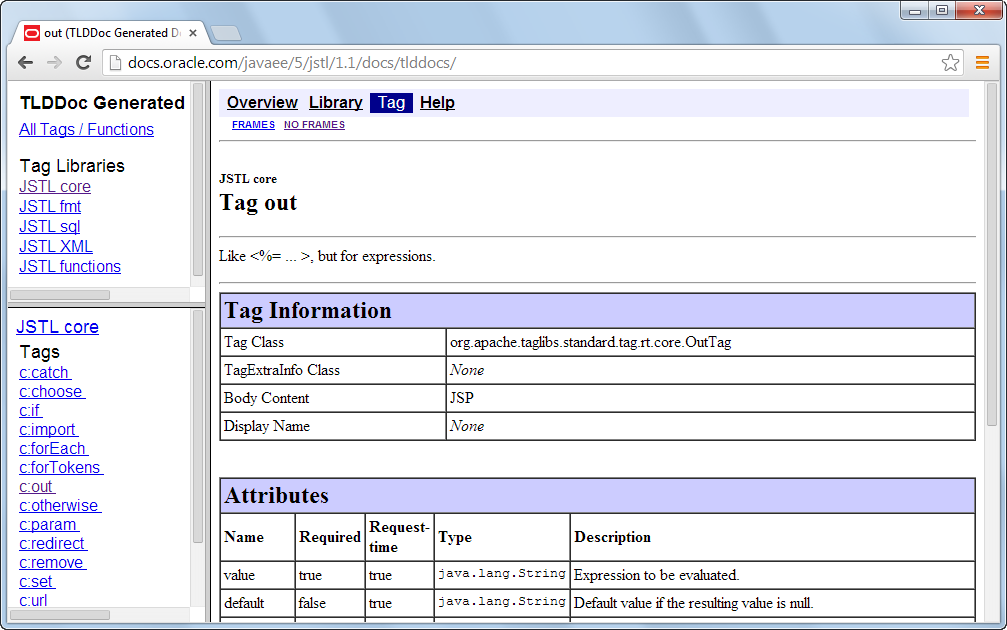 out (TLDDoc Generated D
docs.oracle.com/javaee/5/jstl/1.1/docs/tlddocs/
TLDDoc Generated
All Tags / Functions
Tag Libraries
JSTL core
JSTL fmt
JSTL sql
JSTL XML
JSTL functions
JSTL core
Tags
c:catch
c:choose
c:if
c:import
c:forEach
c:forTokens
c:out
c:otherwise
c:param
c:redirect
c:remove
c:set
c:url
Overview Library Tag Help
FRAMES NO FRAMES
JSTL core
Tag out
Like <%= ... >, but for expressions.
Tag Information
Tag Class org.apache.taglibs.standard.tag.rt.core.OutTag
TagExtraInfo Class None
Body Content JSP
Display Name None
Attributes
Name Required Request-time Type Description
value true true java.lang.String Expression to be evaluated.
default false true java.lang.String Default value if the resulting value is null.